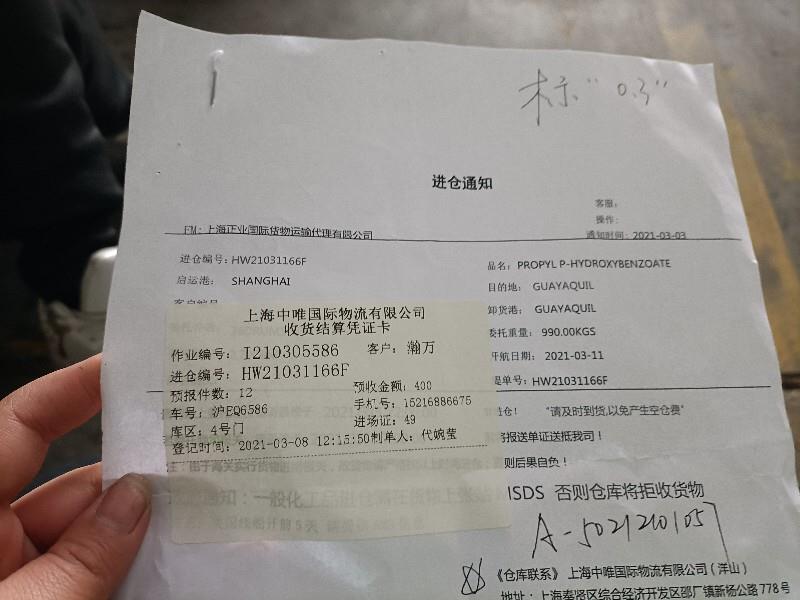 标"0.3"
进仓通知
客服:
操作:
FM: 上海正业国际货物运输代理有限公司
通知时间: 2021-03-03
进仓编号: HW21031166F
品名: PROPYL P-HYDROXYBENZOATE
启运港: SHANGHAI
目的地: GUAYAQUIL
客户编号
卸货港: GUAYAQUIL
委托重量: 990.00KGS
开航日期: 2021-03-11
提单号: HW21031166F
上海中唯国际物流有限公司
收货结算凭证卡
作业编号: I210305586 客户: 瀚万
进仓编号: HW21031166F
预报件数: 12 预收金额: 400
车号: 沪EQ6586 手机号: 15216886675
库区: 4号门 进场证: 49
登记时间: 2021-03-08 12:15:50制单人: 代婉莹
进仓! "请及时到货,以免产生空仓费"
将报送单证送抵我司!
则后果自负!
ISDS 否则仓库将拒收货物
A-5021210105
《仓库联系》上海中唯国际物流有限公司(洋山)
地址: 上海奉贤区综合经济开发区邵厂镇新杨公路778号